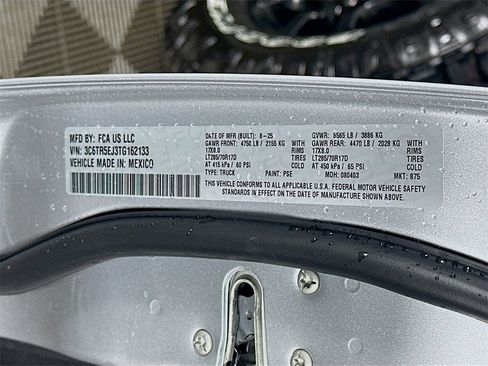 MFD BY: FCA US LLC
VIN: 3C6TR5EJ3TG162133
VEHICLE MADE IN: MEXICO
DATE OF MFR (BUILT): 8-25 GVWR: 8565 LB / 3886 KG
GAWR FRONT: 4750 LB / 2155 KG WITH GAWR REAR: 4470 LB / 2028 KG WITH
17X8.0 RIMS 17X8.0 RIMS
LT285/70R17D TIRES LT285/70R17D TIRES
AT 415 kPa / 60 PSI COLD AT 450 kPa / 65 PSI COLD
TYPE: TRUCK PAINT: PSE MDH: 080403 MKT: 875
COMPLIES TO ALL APPLICABLE U.S.A. FEDERAL MOTOR VEHICLE SAFETY
STANDARDS IN EFFECT ON THE DATE OF MANUFACTURE SHOWN ABOVE.